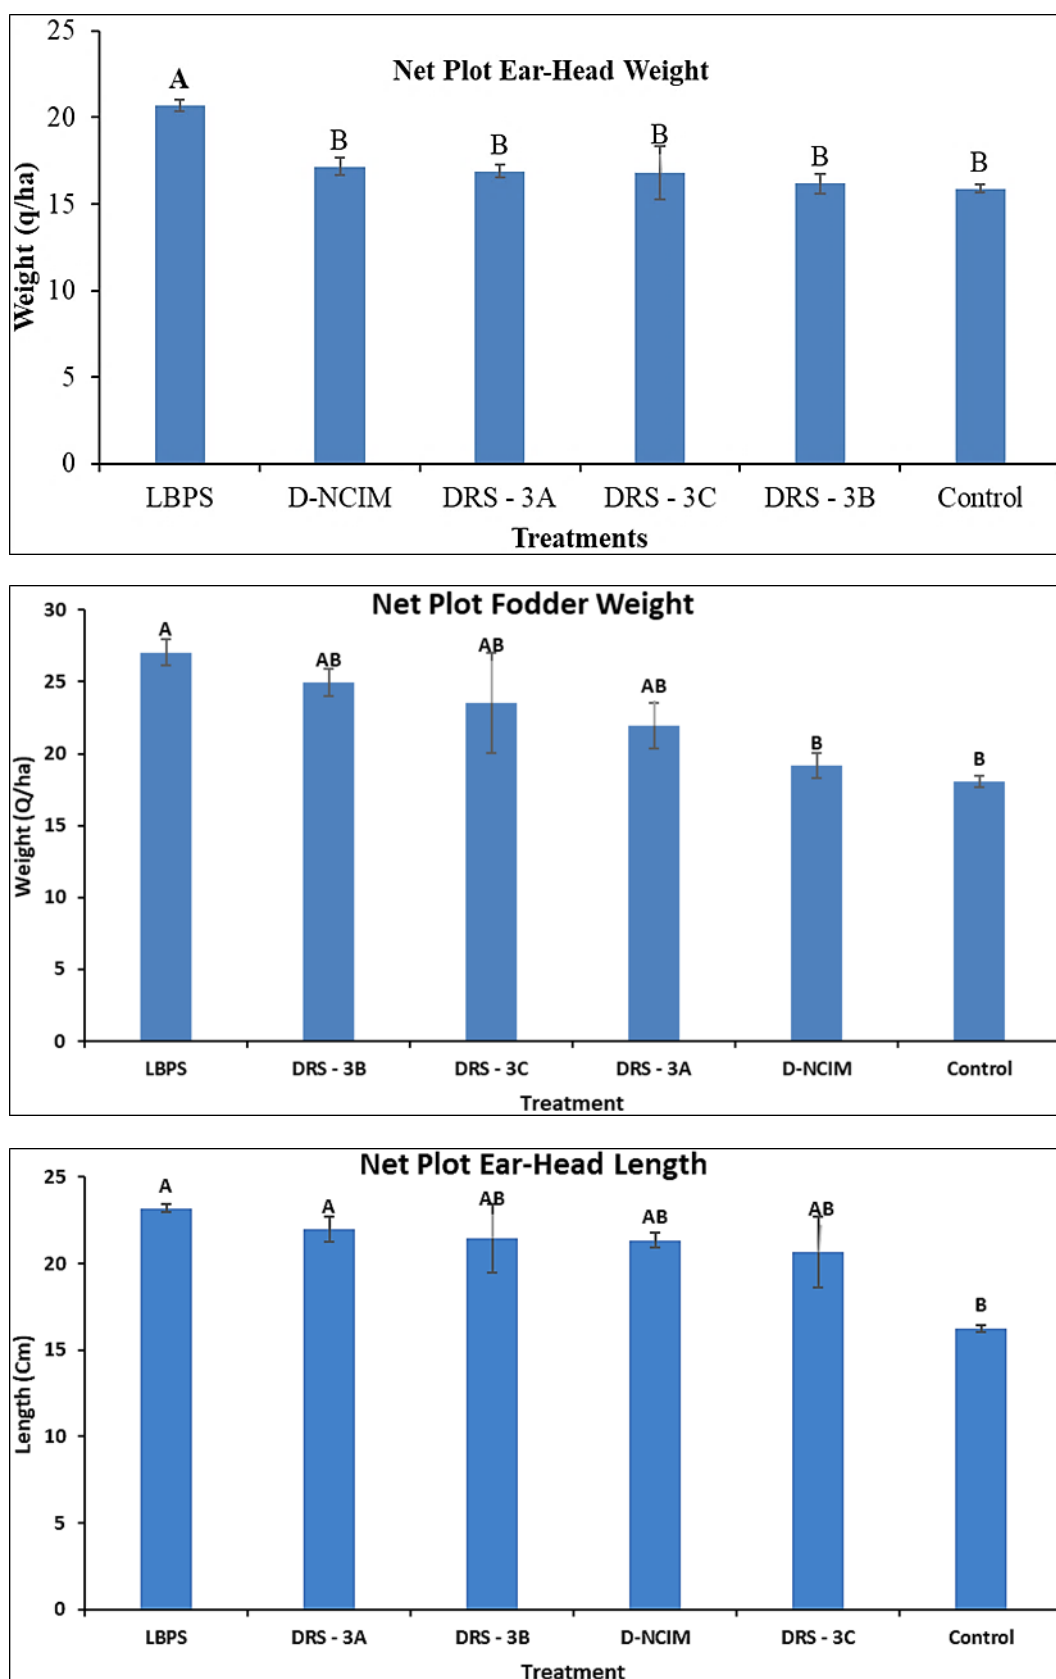 Net Plot Ear-Head Weight
Weight (q/ha)
25
20
15
10
5
0
A
B
B
B
B
B
LBPS D-NCIM DRS - 3A DRS - 3C DRS - 3B Control
Treatments
Net Plot Fodder Weight
Weight (Q/ha)
30
25
20
15
10
5
0
A
AB
AB
AB
B
B
LBPS DRS - 3B DRS - 3C DRS - 3A D-NCIM Control
Treatment
Net Plot Ear-Head Length
Length (Cm)
25
20
15
10
5
0
A
A
AB
AB
AB
B
LBPS DRS - 3A DRS - 3B D-NCIM DRS - 3C Control
Treatment